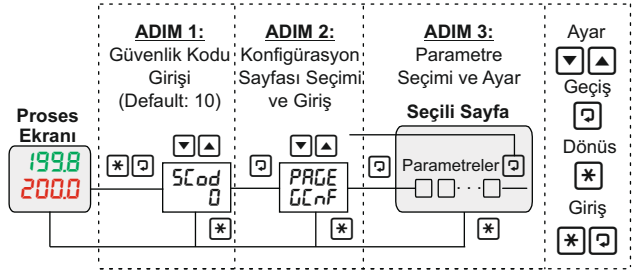 ADIM 1:
Güvenlik Kodu
Girişi
(Default: 10)
ADIM 2:
Konfigürasyon
Sayfası Seçimi
ve Giriş
ADIM 3:
Parametre
Seçimi ve Ayar
Seçili Sayfa
Parametreler
Proses
Ekranı
199.8
200.0
SCod
0
PAGE
GCnF
Ayar
Geçiş
Dönüs
Giriş